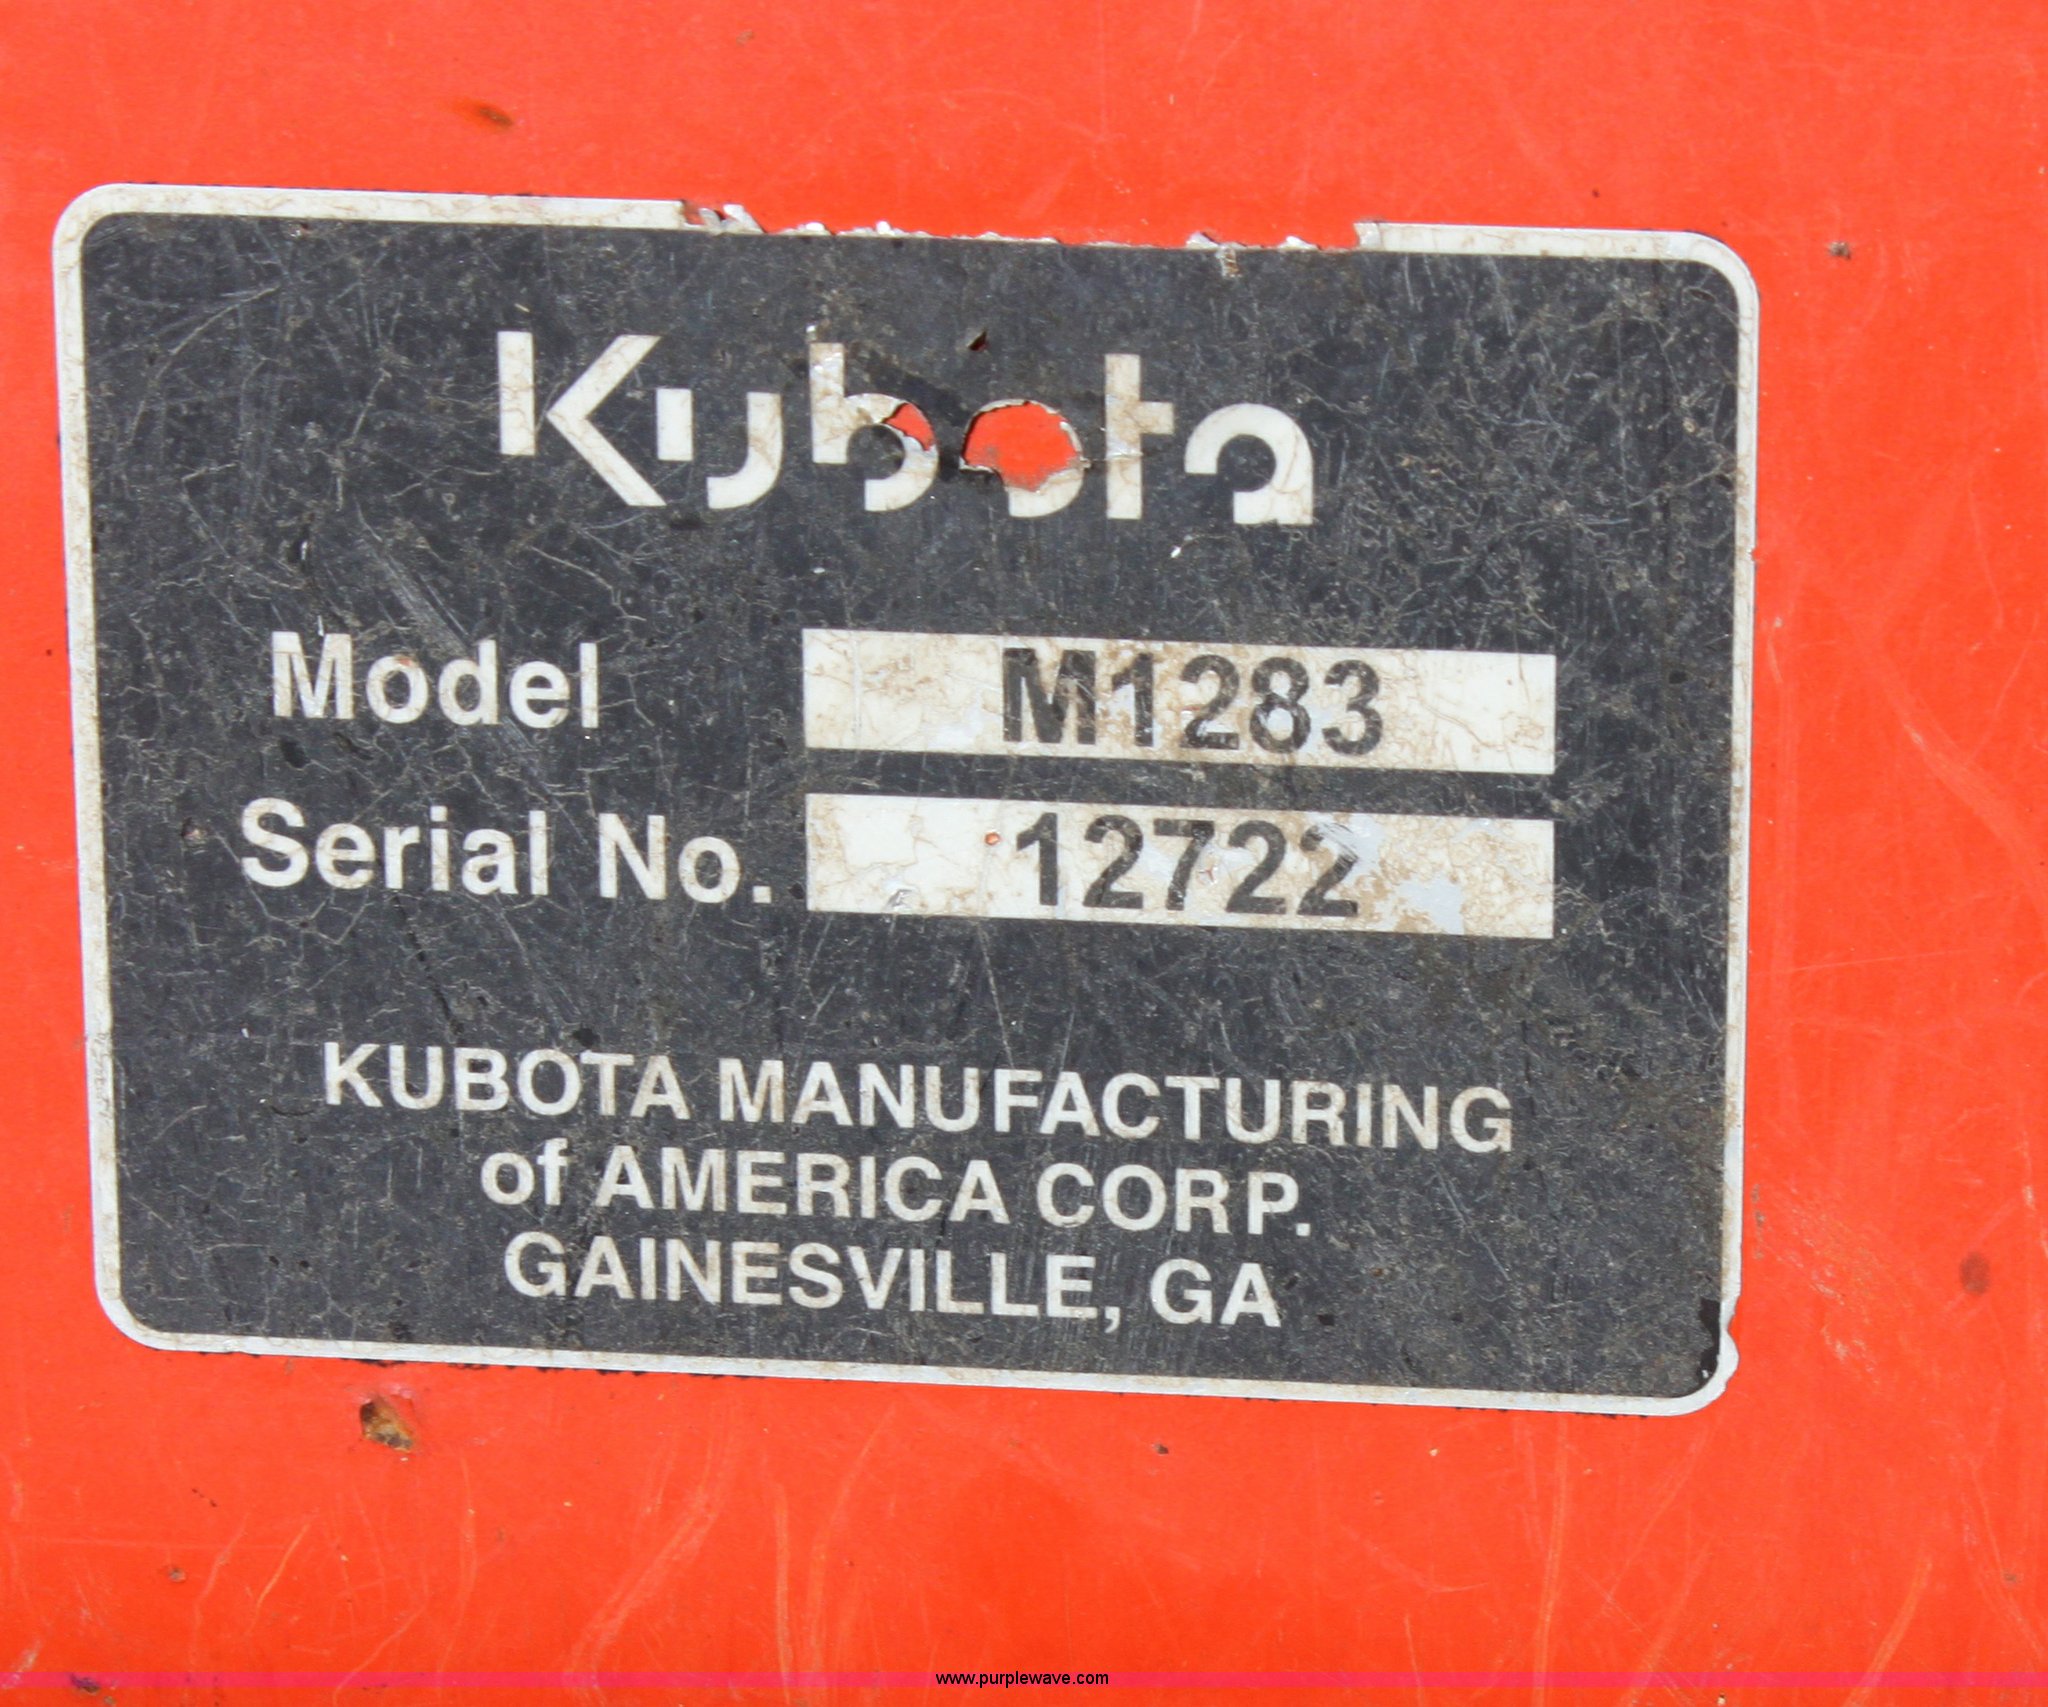 Kubota
Model M1283
Serial No. 12722
KUBOTA MANUFACTURING
of AMERICA CORP.
GAINESVILLE, GA
www.purplewave.com